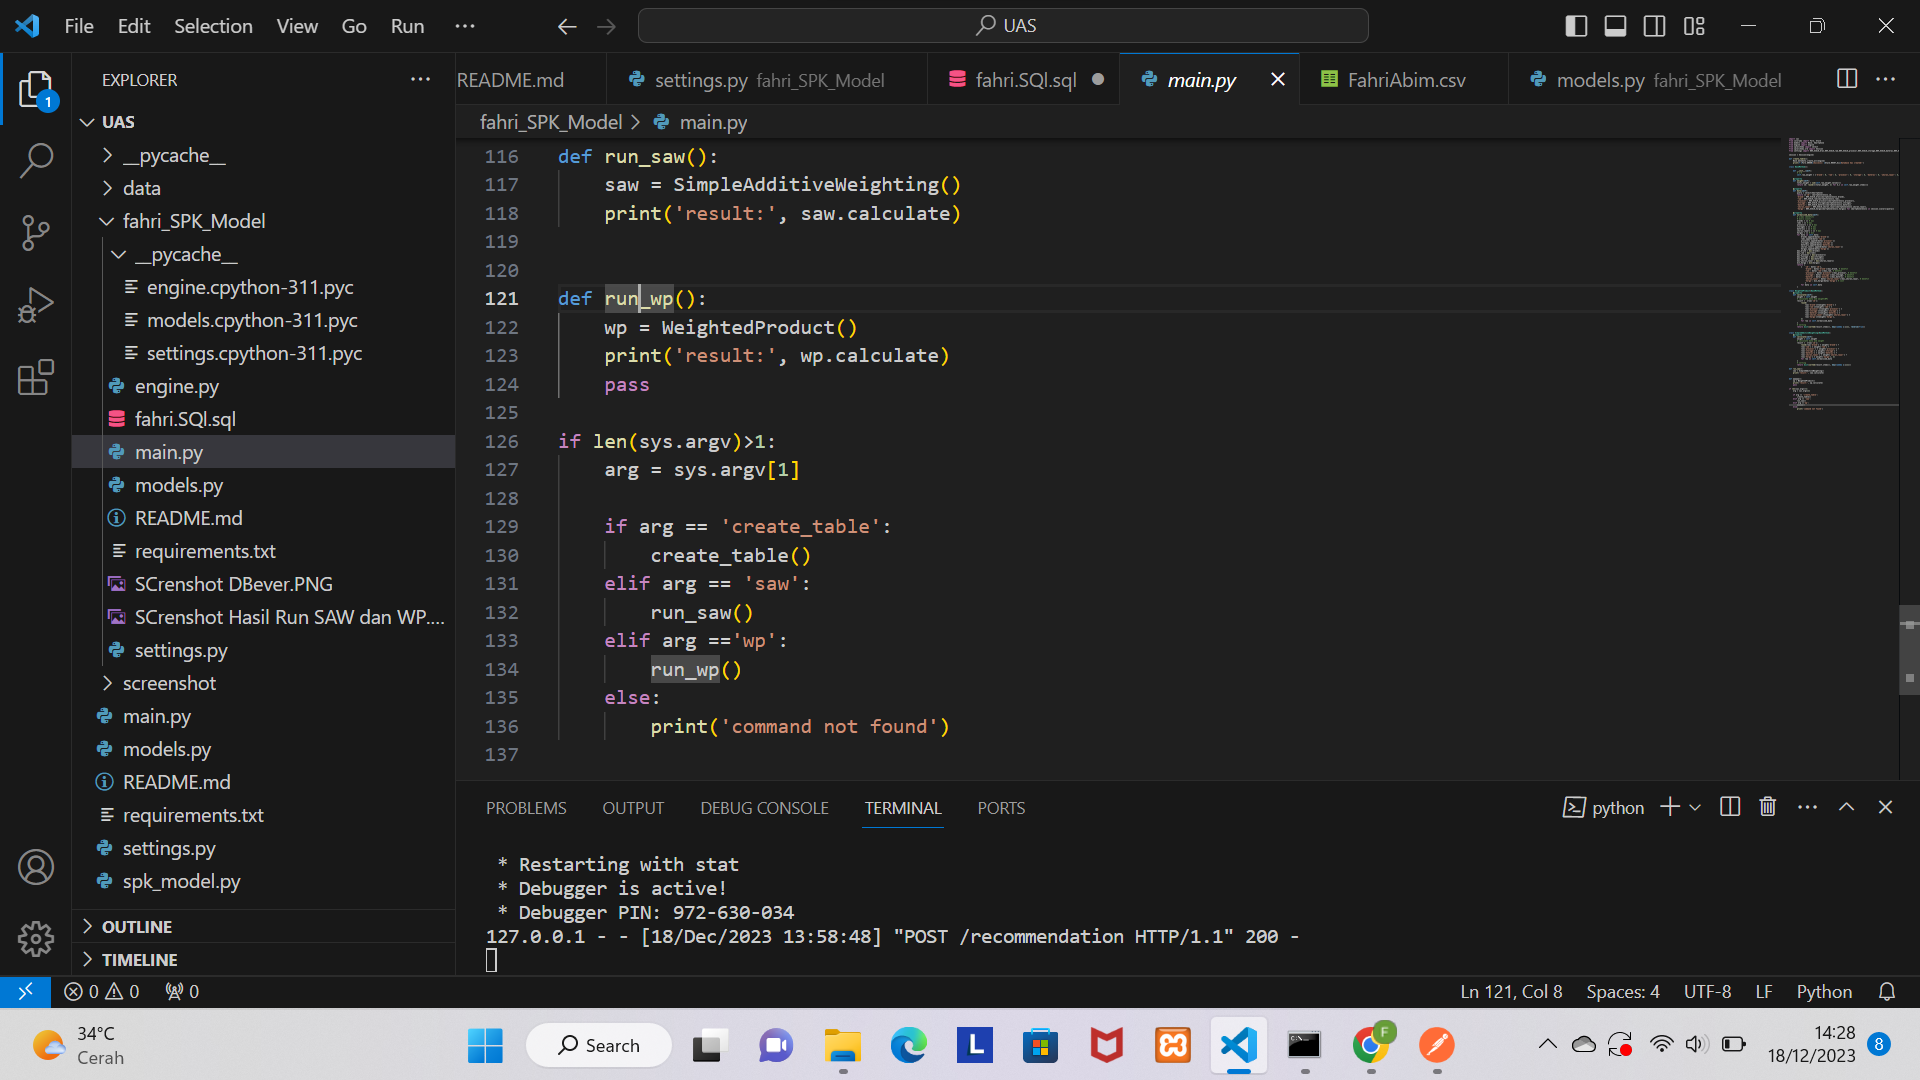 File Edit Selection View Go Run ···
UAS
EXPLORER
README.md
settings.py fahri_SPK_Model
fahri.SQl.sql
main.py
FahriAbim.csv
models.py fahri_SPK_Model
fahri_SPK_Model > main.py
1
UAS
__pycache__
data
fahri_SPK_Model
__pycache__
engine.cpython-311.pyc
models.cpython-311.pyc
settings.cpython-311.pyc
engine.py
fahri.SQl.sql
main.py
models.py
README.md
requirements.txt
SCrenshot DBever.PNG
SCrenshot Hasil Run SAW dan WP....
settings.py
screenshot
main.py
models.py
README.md
requirements.txt
settings.py
spk_model.py
OUTLINE
TIMELINE
116 def run_saw():
117 saw = SimpleAdditiveWeighting()
118 print('result:', saw.calculate)
119
120
121 def run_wp():
122 wp = WeightedProduct()
123 print('result:', wp.calculate)
124 pass
125
126 if len(sys.argv)>1:
127 arg = sys.argv[1]
128
129 if arg == 'create_table':
130 create_table()
131 elif arg == 'saw':
132 run_saw()
133 elif arg =='wp':
134 run_wp()
135 else:
136 print('command not found')
137
PROBLEMS OUTPUT DEBUG CONSOLE TERMINAL PORTS
python
* Restarting with stat
* Debugger is active!
* Debugger PIN: 972-630-034
127.0.0.1 - - [18/Dec/2023 13:58:48] "POST /recommendation HTTP/1.1" 200 -
0 0 0
Ln 121, Col 8 Spaces: 4 UTF-8 LF Python
34°C
Cerah
Search
L
F
14:28
18/12/2023
8